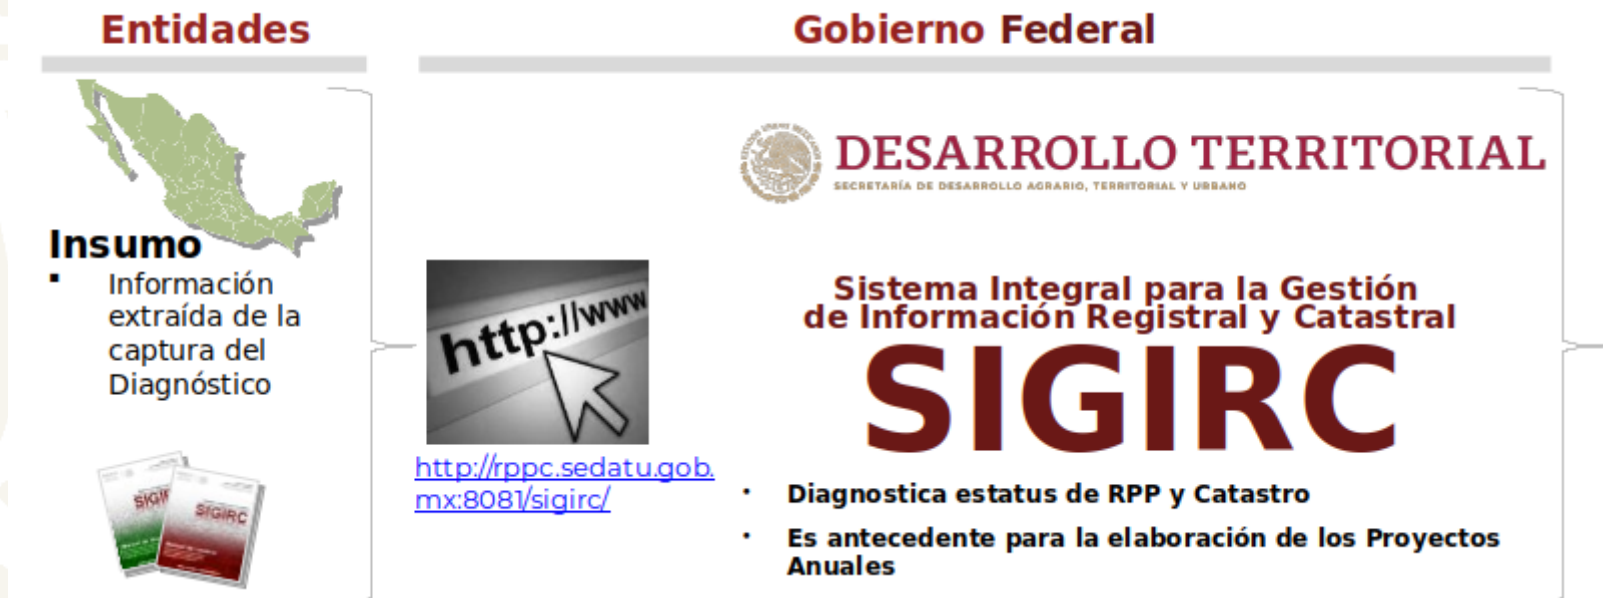 Entidades
Gobierno Federal
DESARROLLO TERRITORIAL
SECRETARÍA DE DESARROLLO AGRARIO, TERRITORIAL Y URBANO
Insumo
▪ Información
extraída de la
captura del
Diagnóstico
SIGIRC
http://www
http://rppc.sedatu.gob.
mx:8081/sigirc/
Sistema Integral para la Gestión
de Información Registral y Catastral
SIGIRC
• Diagnostica estatus de RPP y Catastro
• Es antecedente para la elaboración de los Proyectos
Anuales